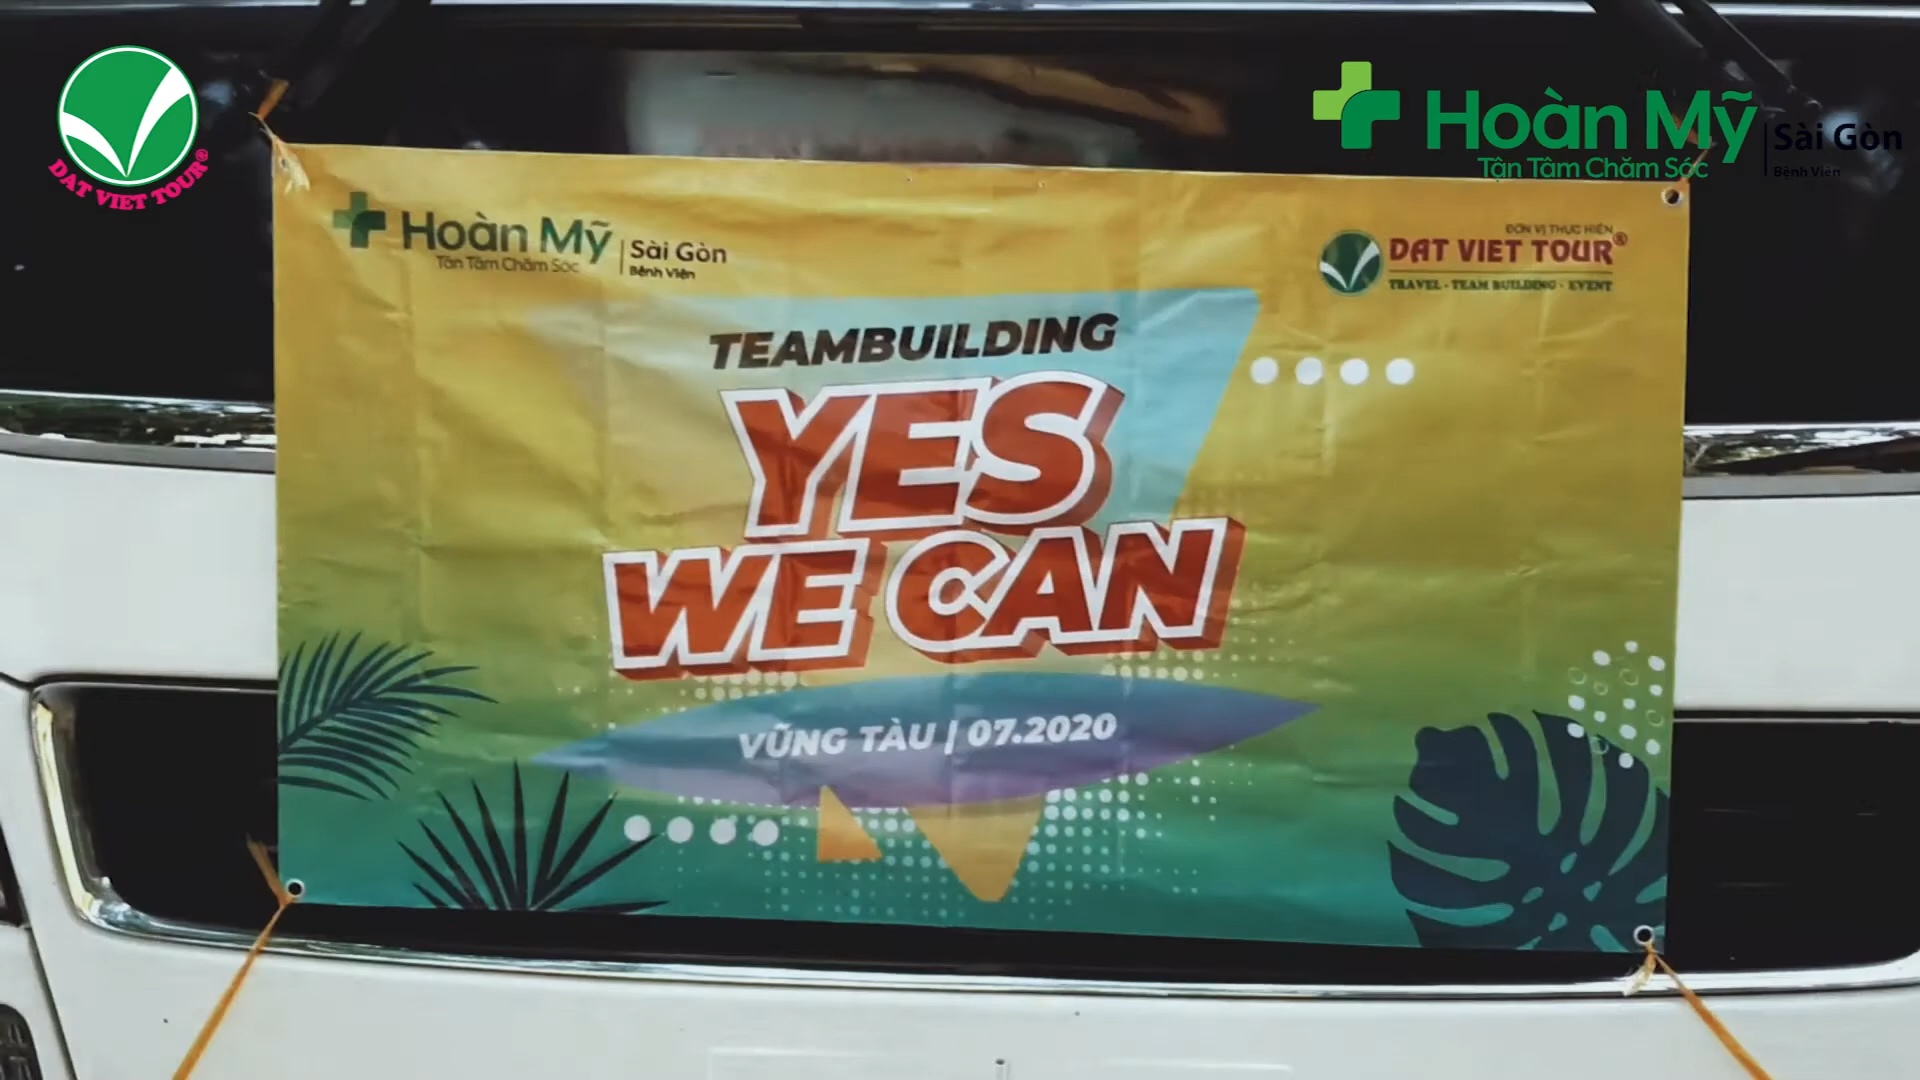 DAT VIET TOUR®
Hoàn Mỹ
Tận Tâm Chăm Sóc
Sài Gòn
Bệnh Viện
Hoàn Mỹ
Tận Tâm Chăm Sóc
Sài Gòn
Bệnh Viện
ĐƠN VỊ THỰC HIỆN
DAT VIET TOUR®
TRAVEL - TEAM BUILDING - EVENT
TEAMBUILDING
YES
WE CAN
VŨNG TÀU | 07.2020